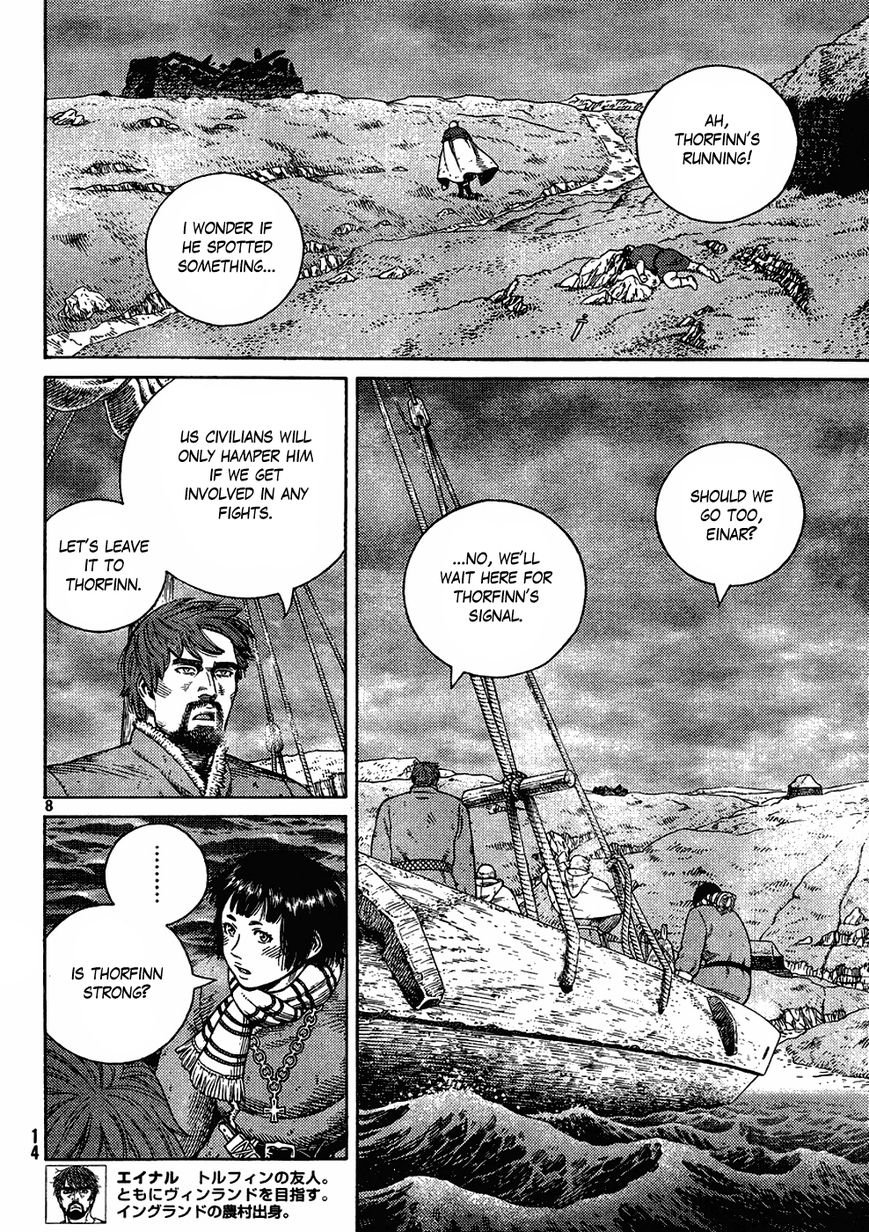 AH,
THORFINN'S
RUNNING!
I WONDER IF
HE SPOTTED
SOMETHING...
SHOULD WE
GO TOO,
EINAR?
...NO, WE'LL
WAIT HERE FOR
THORFINN'S
SIGNAL.
US CIVILIANS WILL
ONLY HAMPER HIM
IF WE GET
INVOLVED IN ANY
FIGHTS.
LET'S LEAVE
IT TO
THORFINN.
8
.........
IS THORFINN
STRONG?
14
エイナル トルフィンの友人。
ともにヴィンランドを目指す。
イングランドの農村出身。